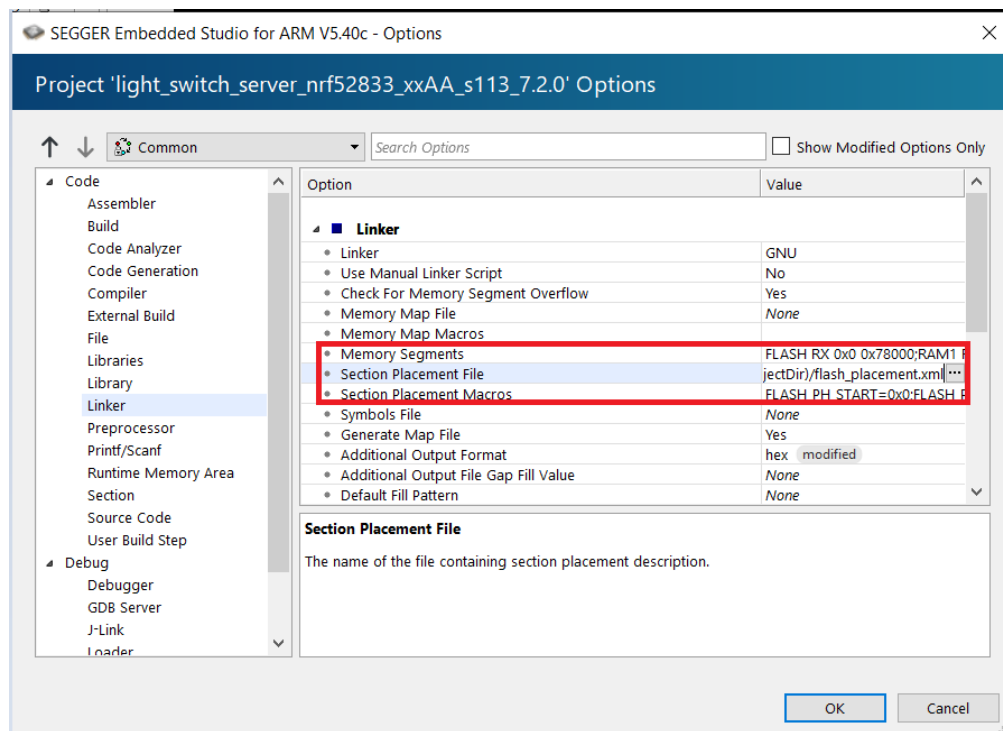 SEGGER Embedded Studio for ARM V5.40c - Options
Project 'light_switch_server_nrf52833_xxAA_s113_7.2.0' Options
Common
Search Options
Show Modified Options Only
Code
Assembler
Build
Code Analyzer
Code Generation
Compiler
External Build
File
Libraries
Library
Linker
Preprocessor
Printf/Scanf
Runtime Memory Area
Section
Source Code
User Build Step
Debug
Debugger
GDB Server
J-Link
Loader
Option Value
Linker
Linker GNU
Use Manual Linker Script No
Check For Memory Segment Overflow Yes
Memory Map File None
Memory Map Macros
Memory Segments FLASH RX 0x0 0x78000;RAM1
Section Placement File jectDir)/flash_placement.xml ...
Section Placement Macros FLASH_PH_START=0x0;FLASH
Symbols File None
Generate Map File Yes
Additional Output Format hex modified
Additional Output File Gap Fill Value None
Default Fill Pattern None
Section Placement File
The name of the file containing section placement description.
OK Cancel